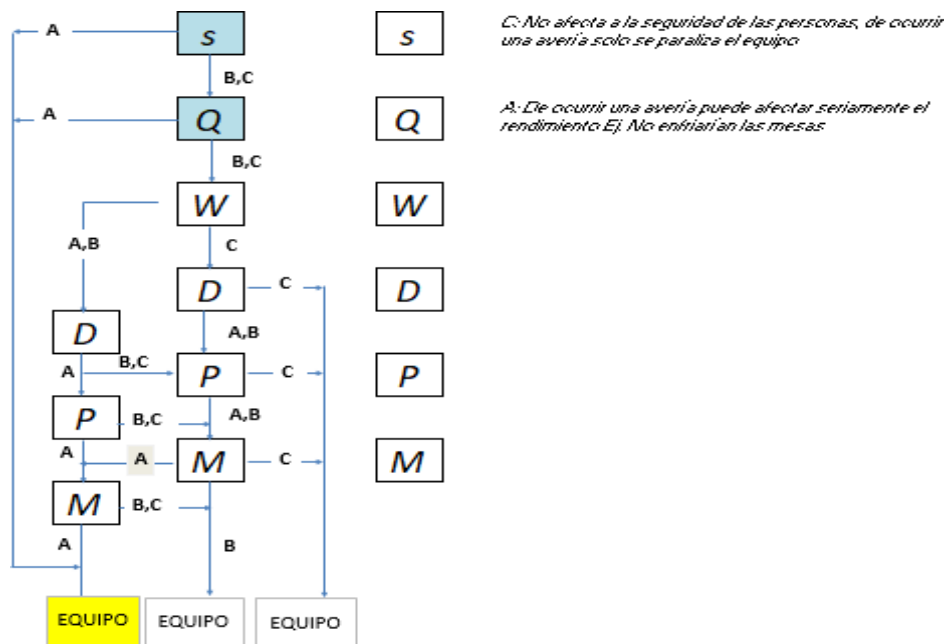 A
s
s
C: No afecta a la seguridad de las personas, de ocurrir
una avería solo se paraliza el equipo
B,C
A
Q
Q
A: De ocurrir una avería puede afectar seriamente el
rendimiento Ej. No enfriarían las mesas
B,C
W
W
A,B
C
D
C
D
D
A,B
A
B,C
P
C
P
P
B,C
A,B
A
A
M
C
M
M
B,C
A
B
EQUIPO
EQUIPO
EQUIPO